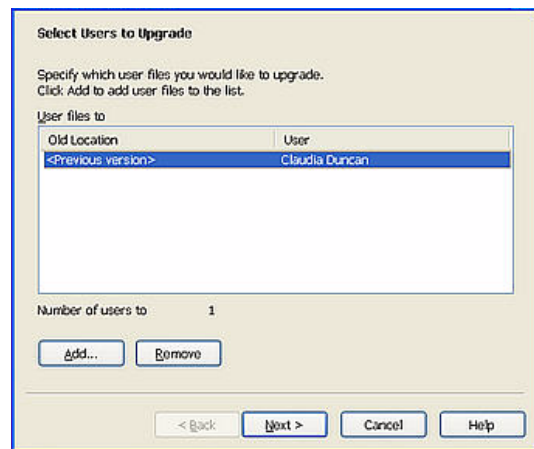 Select Users to Upgrade
Specify which user files you would like to upgrade.
Click Add to add user files to the list.
User files to
Old Location User
<Previous version> Claudia Duncan
Number of users to 1
Add... Remove
< Back Next > Cancel Help